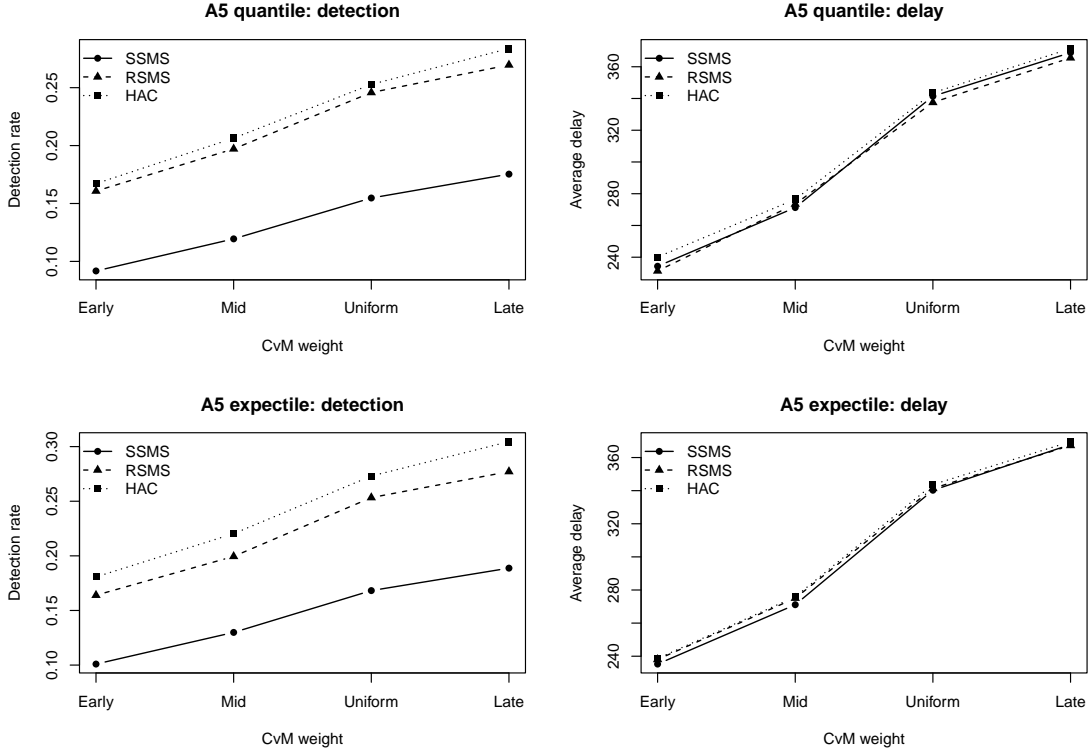 A5 quantile: detection
Detection rate
0.10 0.15 0.20 0.25
SSMS
RSMS
HAC
Early Mid Uniform Late
CvM weight
A5 quantile: delay
Average delay
240 280 320 360
SSMS
RSMS
HAC
Early Mid Uniform Late
CvM weight
A5 expectile: detection
Detection rate
0.10 0.15 0.20 0.25 0.30
SSMS
RSMS
HAC
Early Mid Uniform Late
CvM weight
A5 expectile: delay
Average delay
240 280 320 360
SSMS
RSMS
HAC
Early Mid Uniform Late
CvM weight